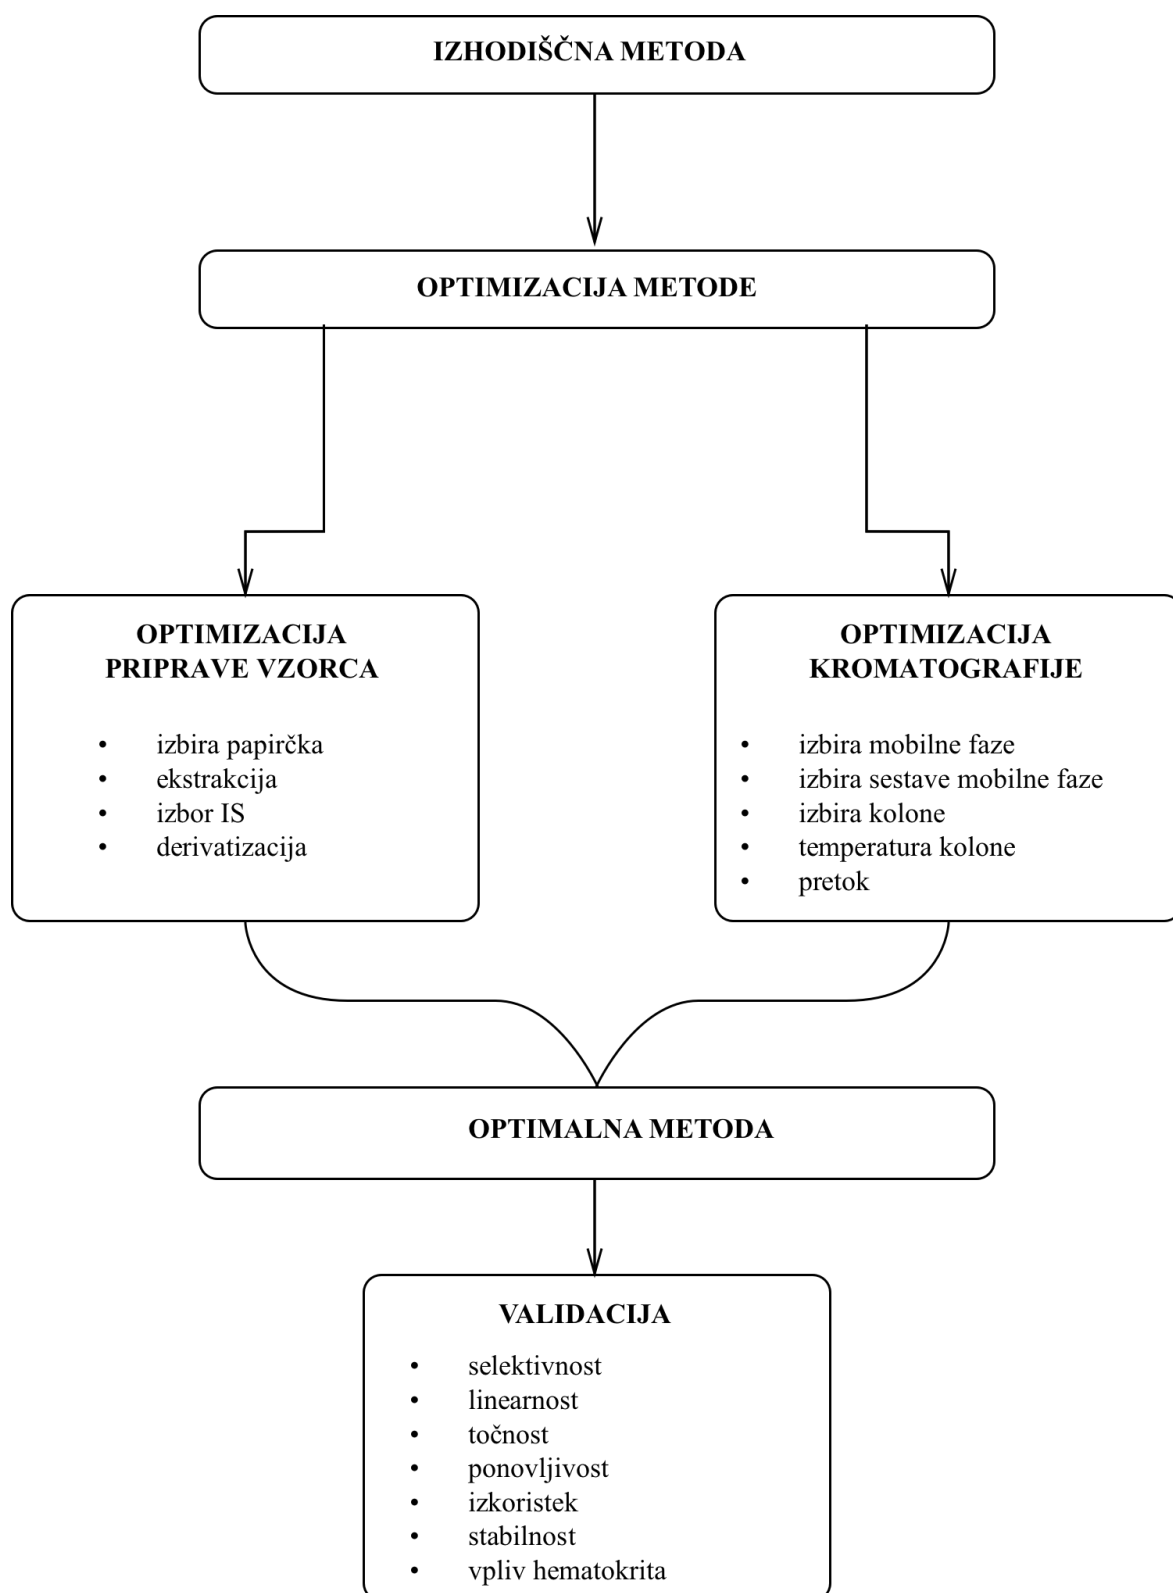 IZHODIŠČNA METODA
OPTIMIZACIJA METODE
OPTIMIZACIJA
PRIPRAVE VZORCA
• izbira papirčka
• ekstrakcija
• izbor IS
• derivatizacija
OPTIMIZACIJA
KROMATOGRAFIJE
• izbira mobilne faze
• izbira sestave mobilne faze
• izbira kolone
• temperatura kolone
• pretok
OPTIMALNA METODA
VALIDACIJA
• selektivnost
• linearnost
• točnost
• ponovljivost
• izkoristek
• stabilnost
• vpliv hematokrita